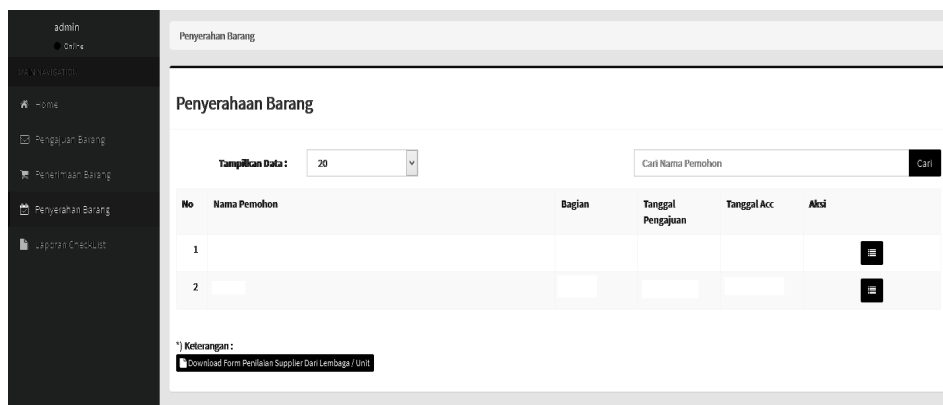 admin
Online
MAIN NAVIGATION
Home
Pengajuan Barang
Penerimaan Barang
Penyerahan Barang
Laporan CheckList
Penyerahan Barang
Penyerahaan Barang
Tampilkan Data : 20 Cari Nama Pemohon Cari
No Nama Pemohon Bagian Tanggal Pengajuan Tanggal Acc Aksi
1
2
*) Keterangan :
Download Form Penilaian Supplier Dari Lembaga / Unit